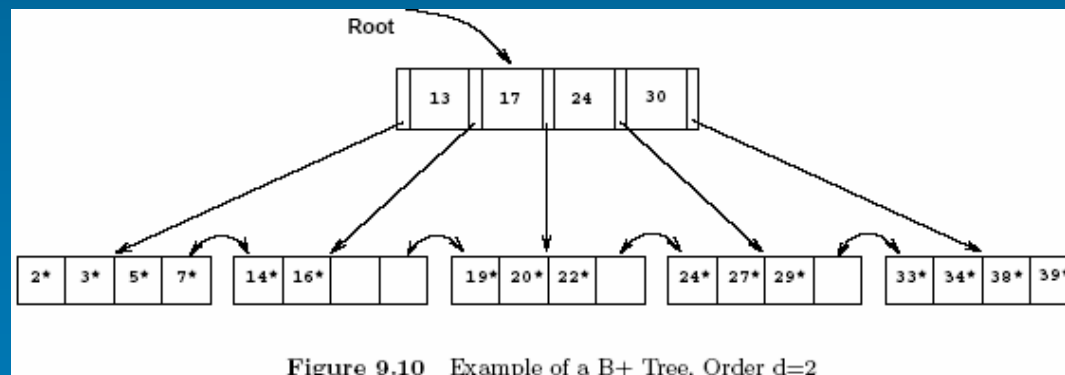 Root
13 17 24 30
2* 3* 5* 7* 14* 16* 19* 20* 22* 24* 27* 29* 33* 34* 38* 39*
Figure 9.10 Example of a B+ Tree, Order d=2